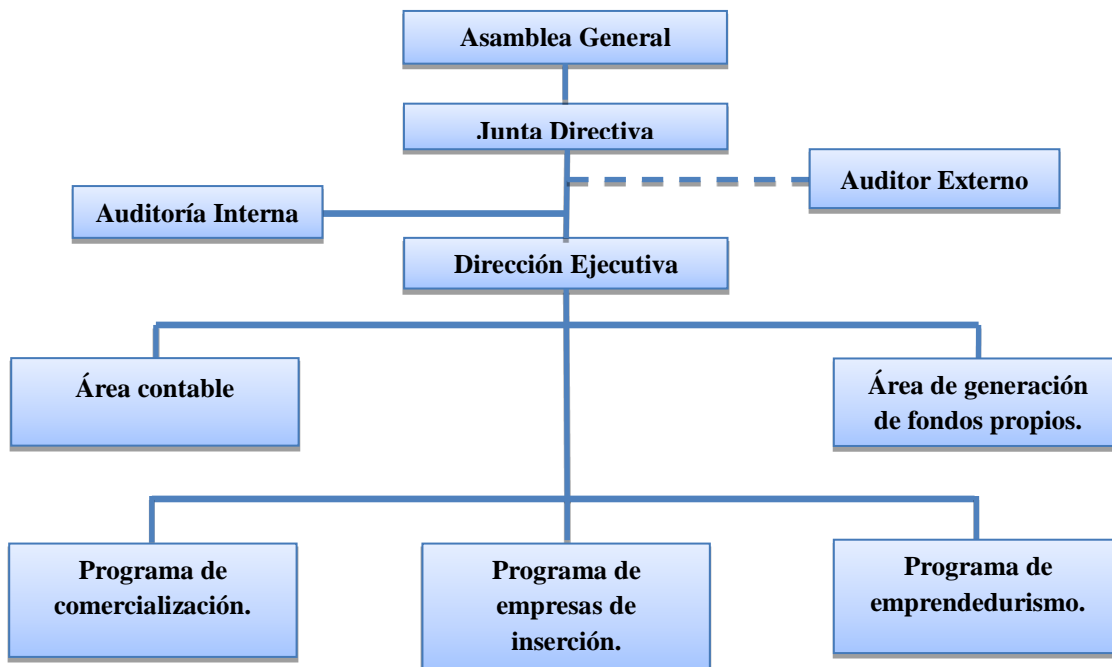 Asamblea General
Junta Directiva
Auditor Externo
Auditoría Interna
Dirección Ejecutiva
Área contable
Área de generación
de fondos propios.
Programa de
comercialización.
Programa de
empresas de
inserción.
Programa de
emprendedurismo.